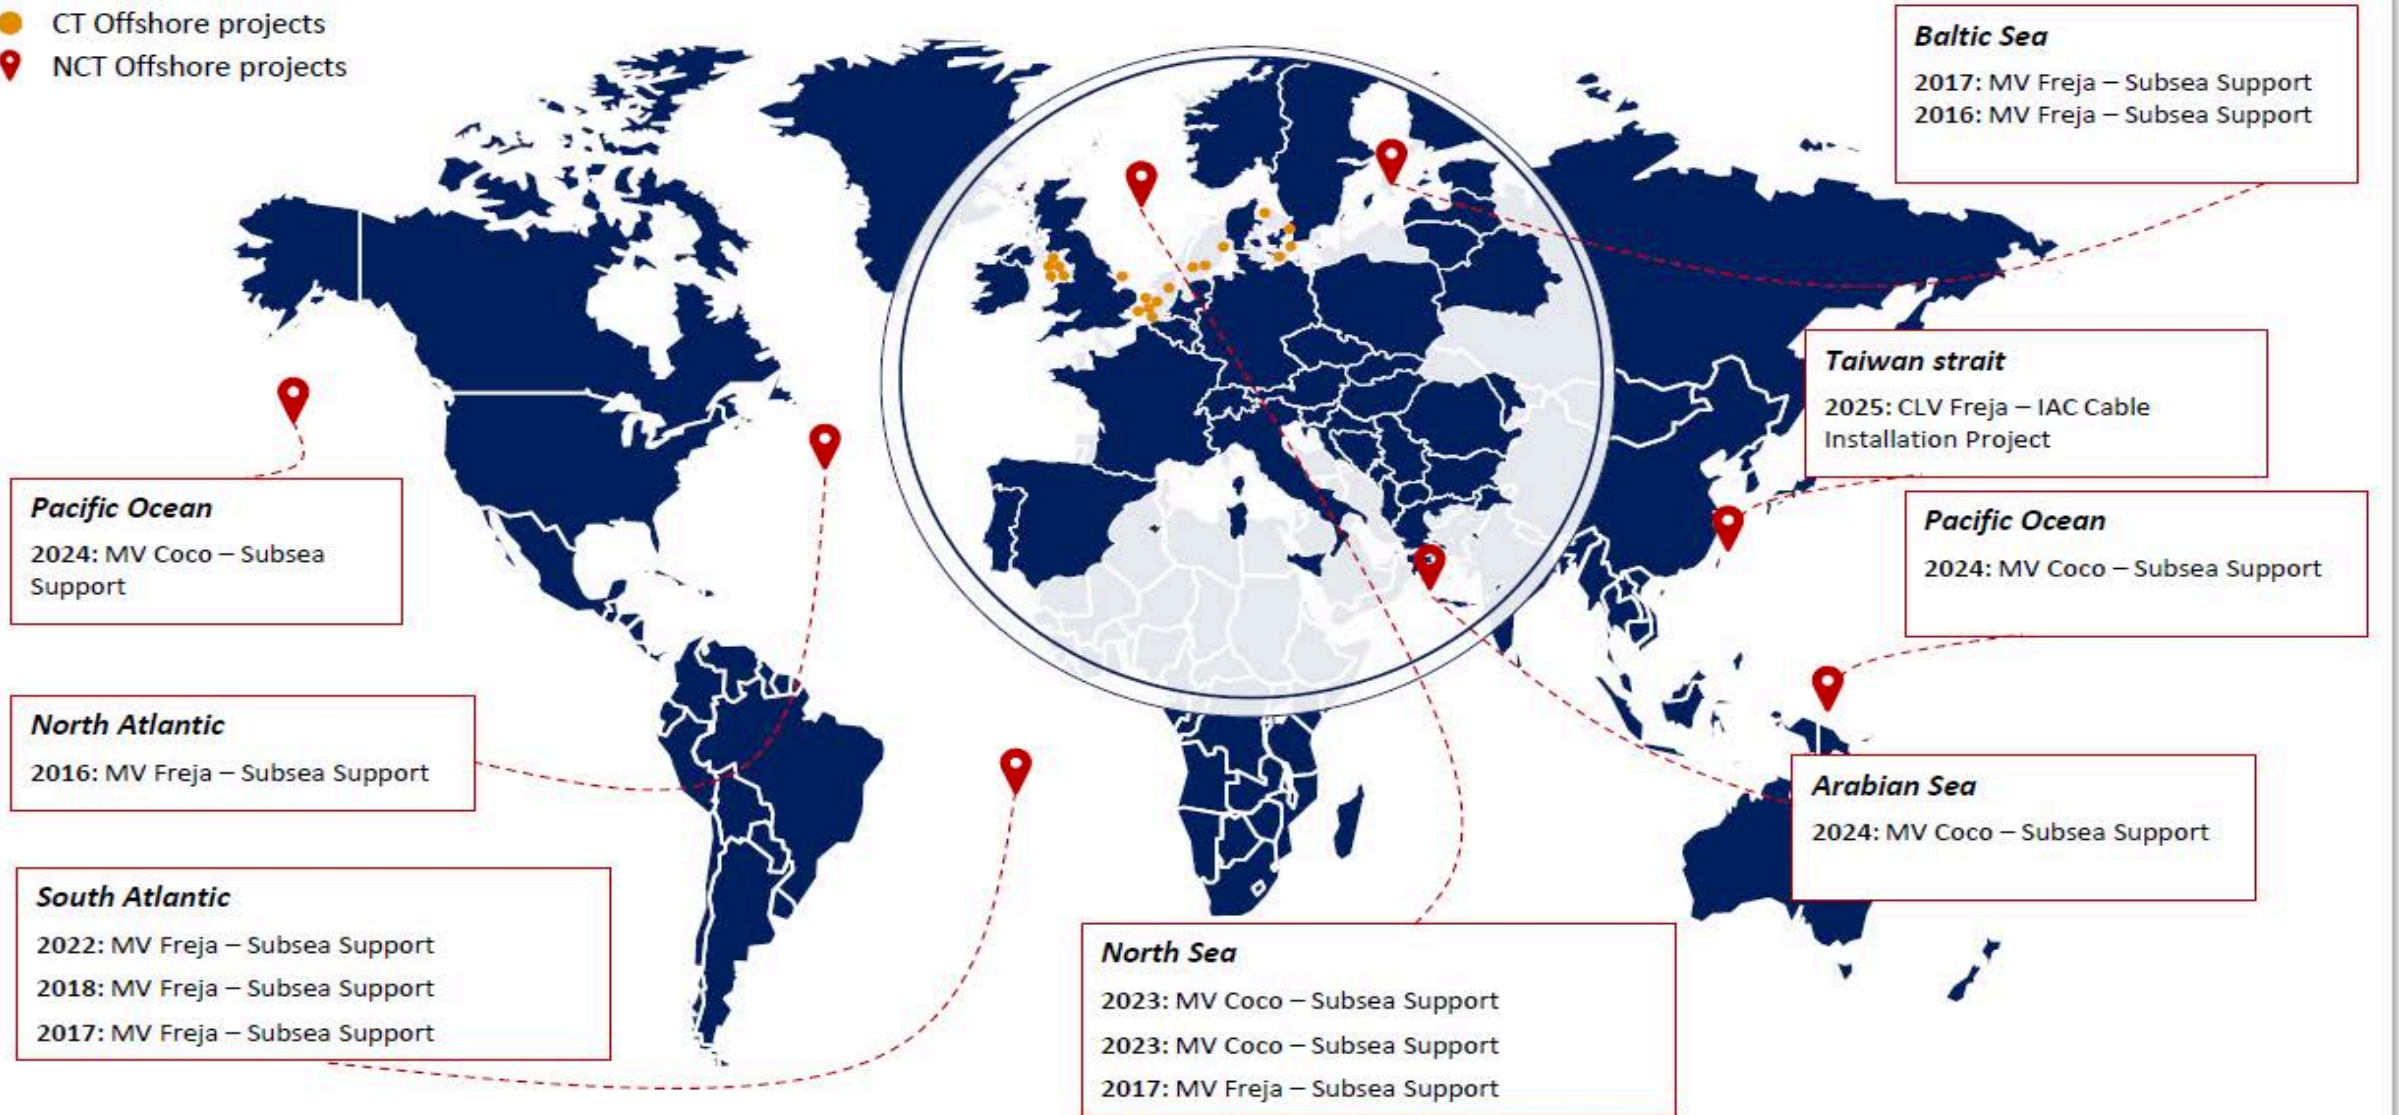 CT Offshore projects
NCT Offshore projects
Baltic Sea
2017: MV Freja – Subsea Support
2016: MV Freja – Subsea Support
Taiwan strait
2025: CLV Freja – IAC Cable
Installation Project
Pacific Ocean
2024: MV Coco – Subsea
Support
Pacific Ocean
2024: MV Coco – Subsea Support
North Atlantic
2016: MV Freja – Subsea Support
Arabian Sea
2024: MV Coco – Subsea Support
South Atlantic
2022: MV Freja – Subsea Support
2018: MV Freja – Subsea Support
2017: MV Freja – Subsea Support
North Sea
2023: MV Coco – Subsea Support
2023: MV Coco – Subsea Support
2017: MV Freja – Subsea Support